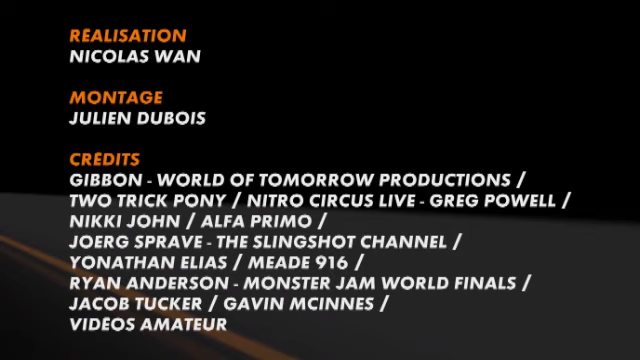 RÉALISATION
NICOLAS WAN
MONTAGE
JULIEN DUBOIS
CRÉDITS
GIBBON - WORLD OF TOMORROW PRODUCTIONS /
TWO TRICK PONY / NITRO CIRCUS LIVE - GREG POWELL /
NIKKI JOHN / ALFA PRIMO /
JOERG SPRAVE - THE SLINGSHOT CHANNEL /
YONATHAN ELIAS / MEADE 916 /
RYAN ANDERSON - MONSTER JAM WORLD FINALS /
JACOB TUCKER / GAVIN MCINNES /
VIDÉOS AMATEUR